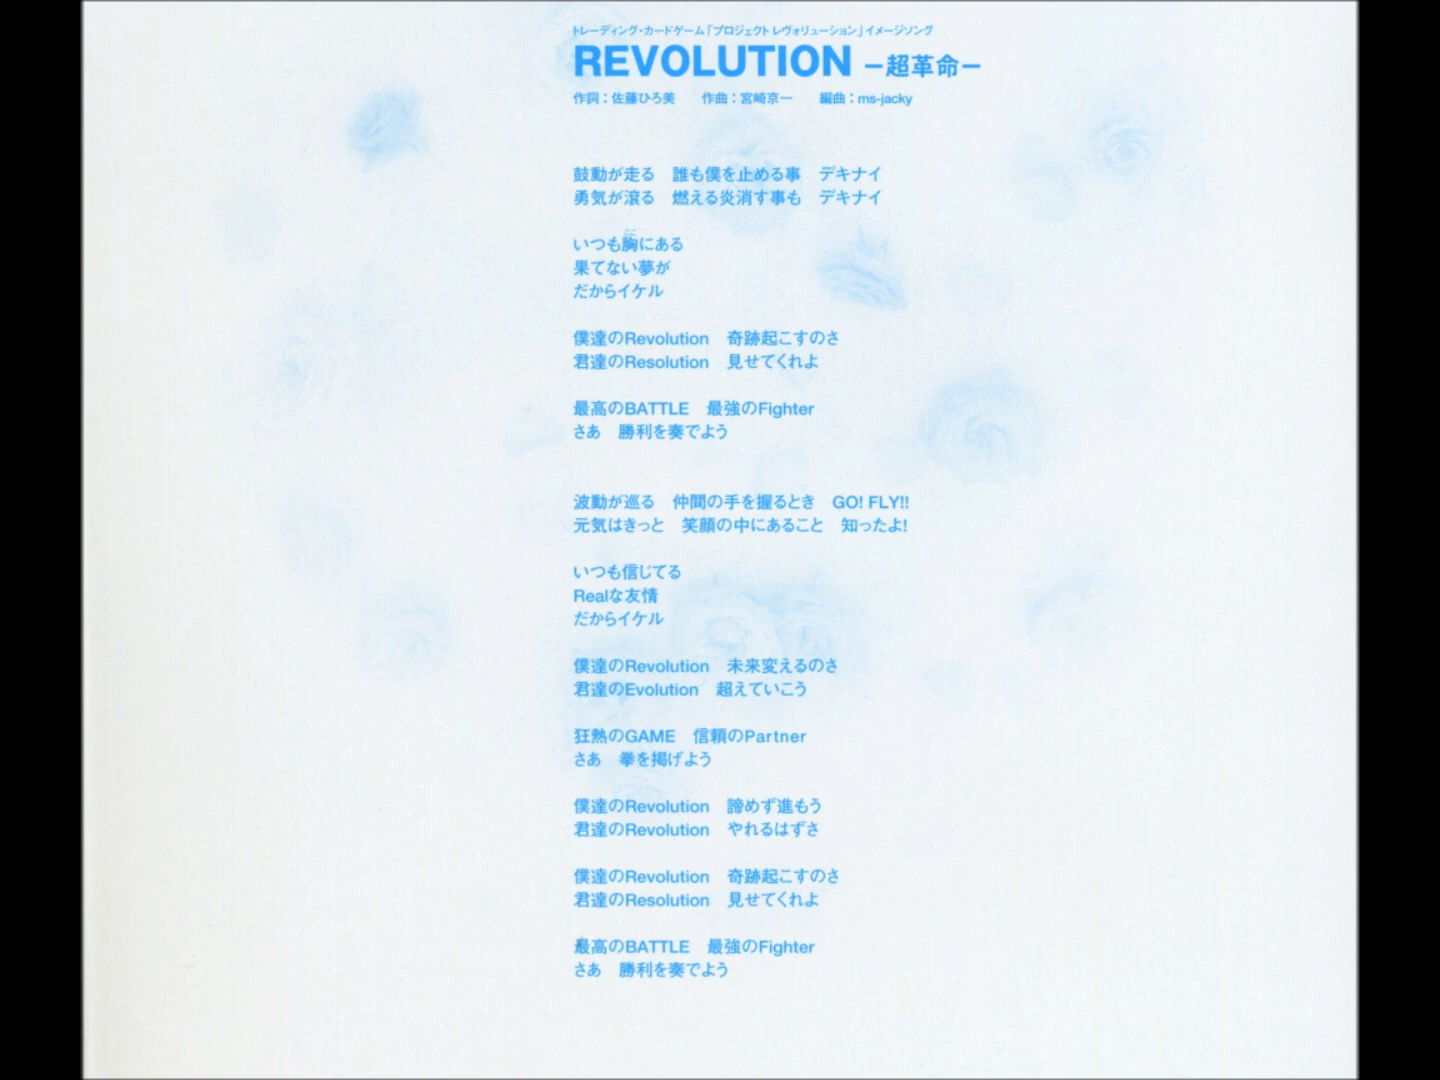 トレーディング・カードゲーム「プロジェクト レヴォリューション」イメージソング
REVOLUTION －超革命－
作詞：佐藤ひろ美　作曲：宮崎京一　編曲：ms-jacky
鼓動が走る　誰も僕を止める事　デキナイ
勇気が滾る　燃える炎消す事も　デキナイ
いつも胸にある
果てない夢が
だからイケル
僕達のRevolution　奇跡起こすのさ
君達のResolution　見せてくれよ
最高のBATTLE　最強のFighter
さあ　勝利を奏でよう
波動が巡る　仲間の手を握るとき　GO! FLY!!
元気はきっと　笑顔の中にあること　知ったよ!
いつも信じてる
Realな友情
だからイケル
僕達のRevolution　未来変えるのさ
君達のEvolution　超えていこう
狂熱のGAME　信頼のPartner
さあ　拳を掲げよう
僕達のRevolution　諦めず進もう
君達のRevolution　やれるはずさ
僕達のRevolution　奇跡起こすのさ
君達のResolution　見せてくれよ
最高のBATTLE　最強のFighter
さあ　勝利を奏でよう